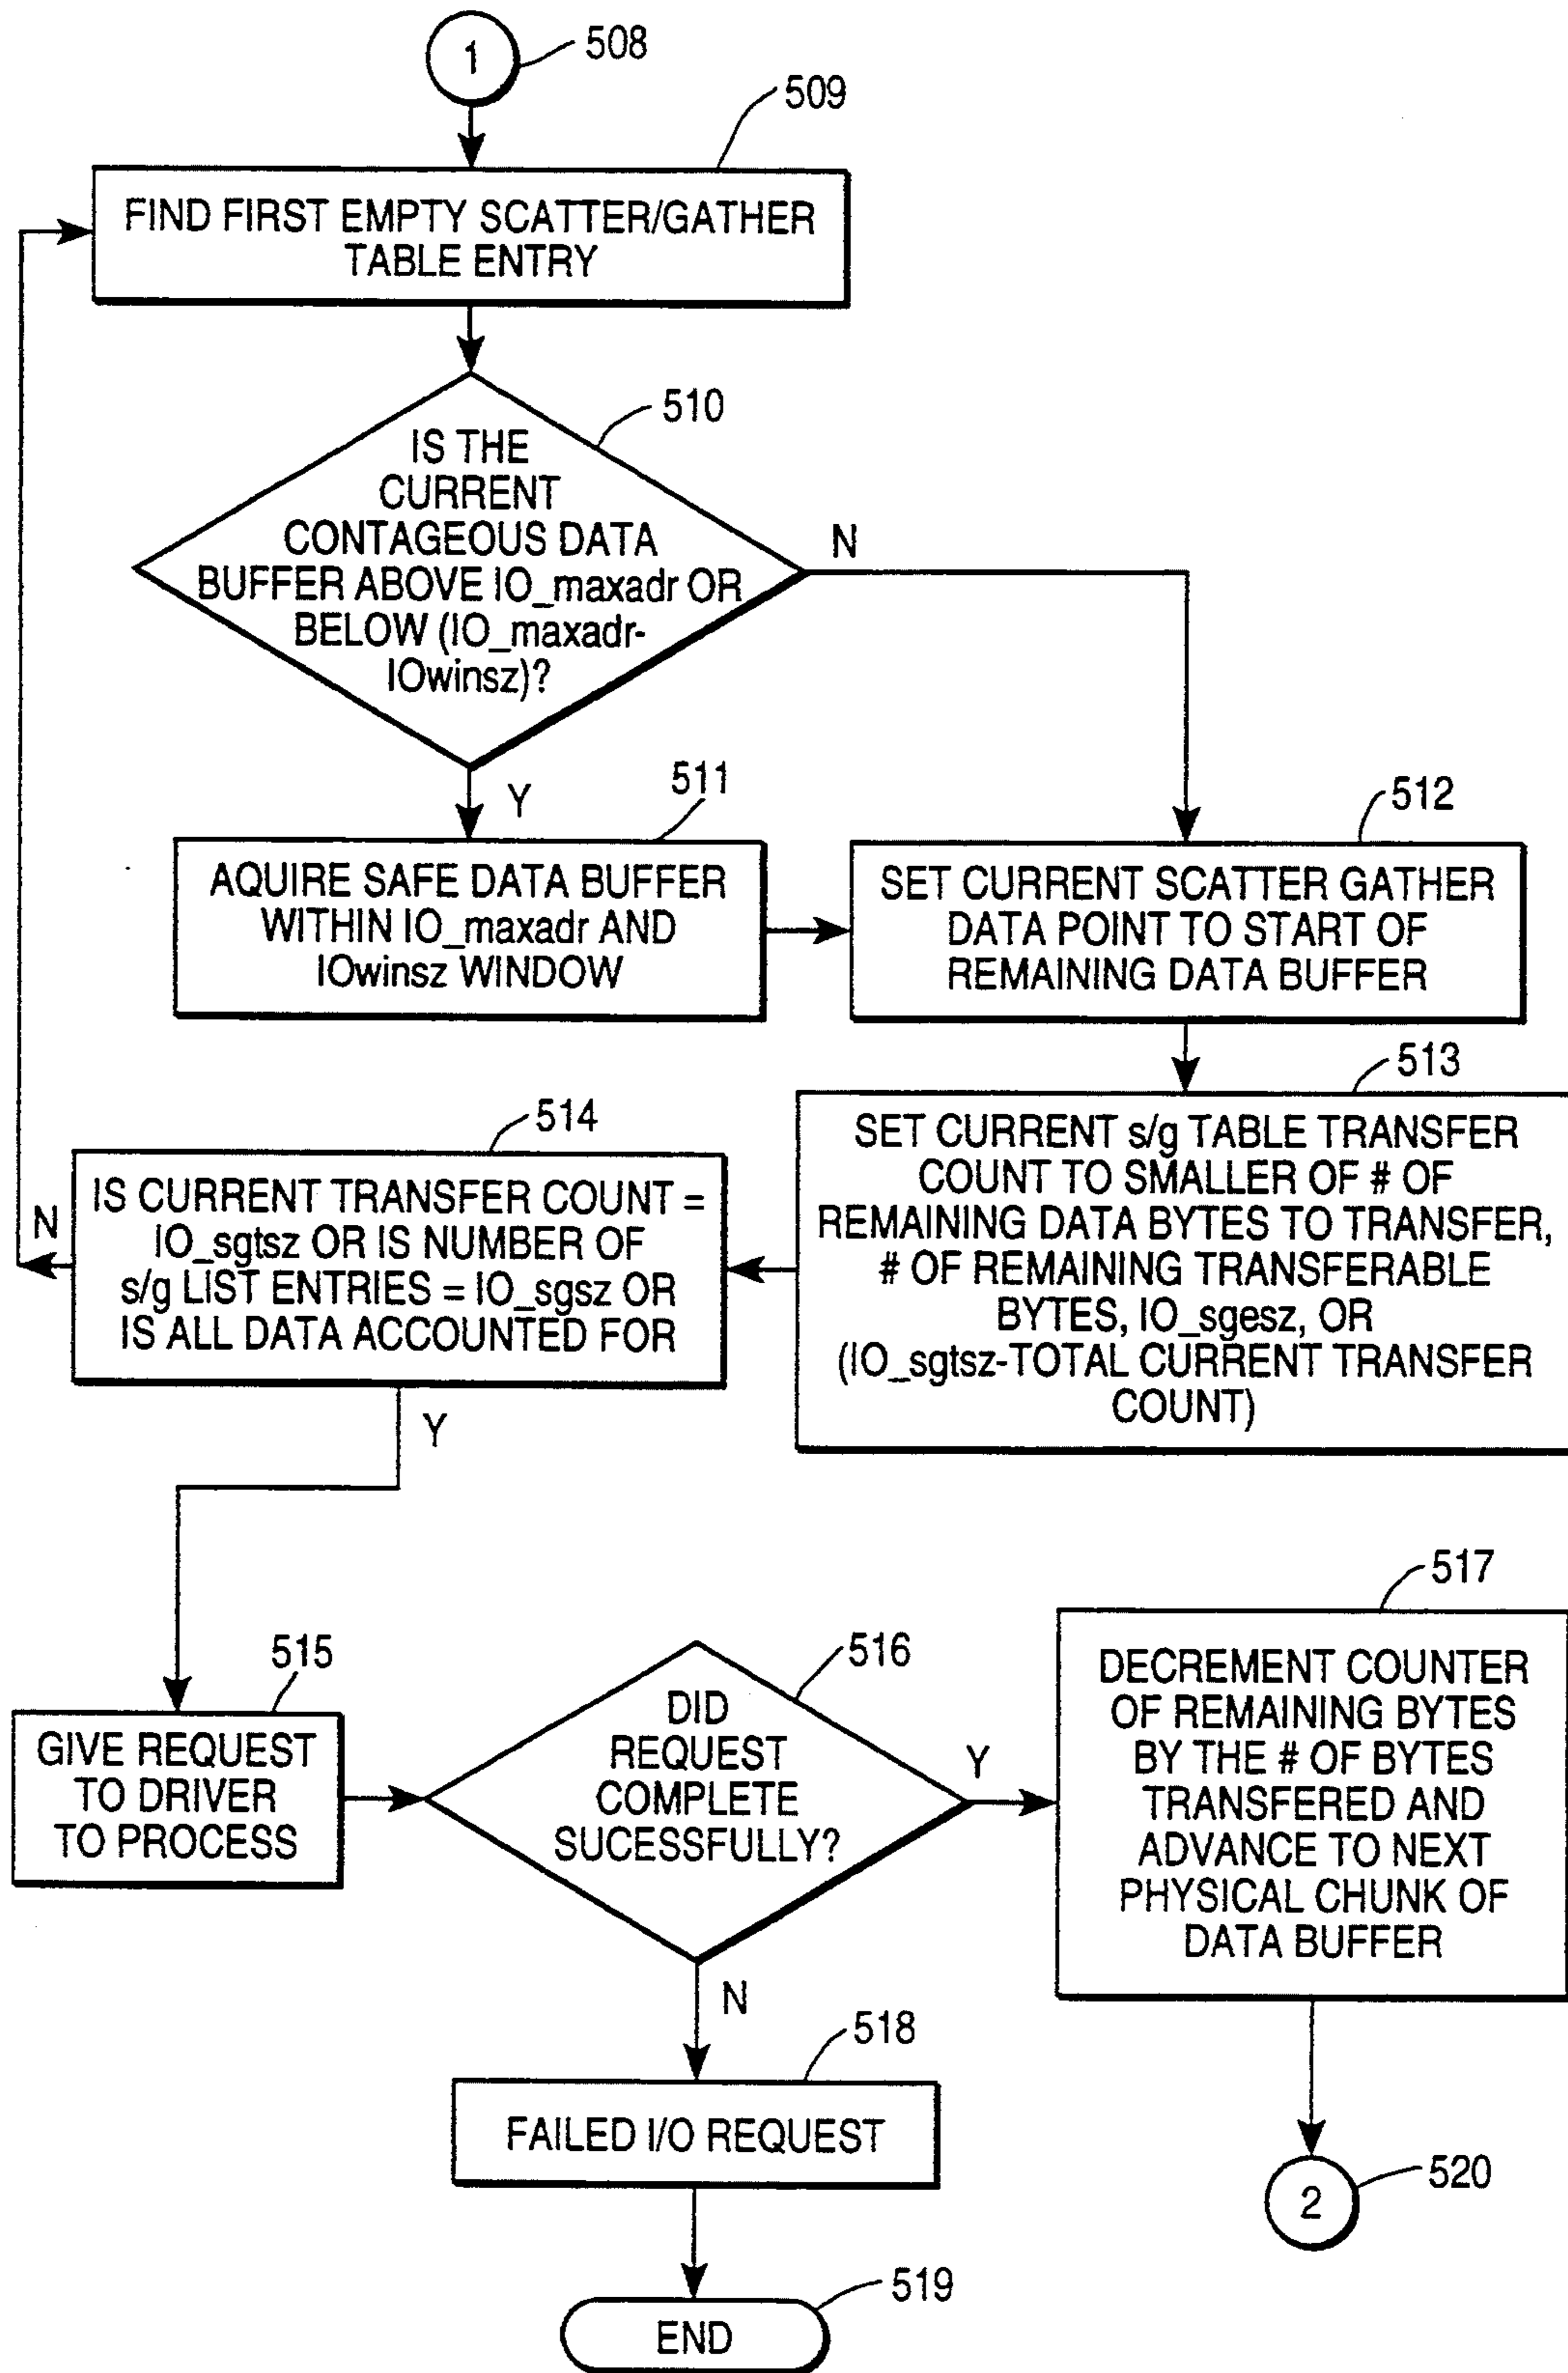 1
508
509
FIND FIRST EMPTY SCATTER/GATHER
TABLE ENTRY
510
IS THE
CURRENT
CONTAGEOUS DATA
BUFFER ABOVE IO_maxadr OR
BELOW (IO_maxadr-
IOwinsz)?
N
Y
511
AQUIRE SAFE DATA BUFFER
WITHIN IO_maxadr AND
IOwinsz WINDOW
512
SET CURRENT SCATTER GATHER
DATA POINT TO START OF
REMAINING DATA BUFFER
513
SET CURRENT s/g TABLE TRANSFER
COUNT TO SMALLER OF # OF
REMAINING DATA BYTES TO TRANSFER,
# OF REMAINING TRANSFERABLE
BYTES, IO_sgesz, OR
(IO_sgtsz-TOTAL CURRENT TRANSFER
COUNT)
514
IS CURRENT TRANSFER COUNT =
IO_sgtsz OR IS NUMBER OF
s/g LIST ENTRIES = IO_sgsz OR
IS ALL DATA ACCOUNTED FOR
N
Y
515
GIVE REQUEST
TO DRIVER
TO PROCESS
516
DID
REQUEST
COMPLETE
SUCESSFULLY?
Y
N
517
DECREMENT COUNTER
OF REMAINING BYTES
BY THE # OF BYTES
TRANSFERED AND
ADVANCE TO NEXT
PHYSICAL CHUNK OF
DATA BUFFER
518
FAILED I/O REQUEST
519
END
2
520